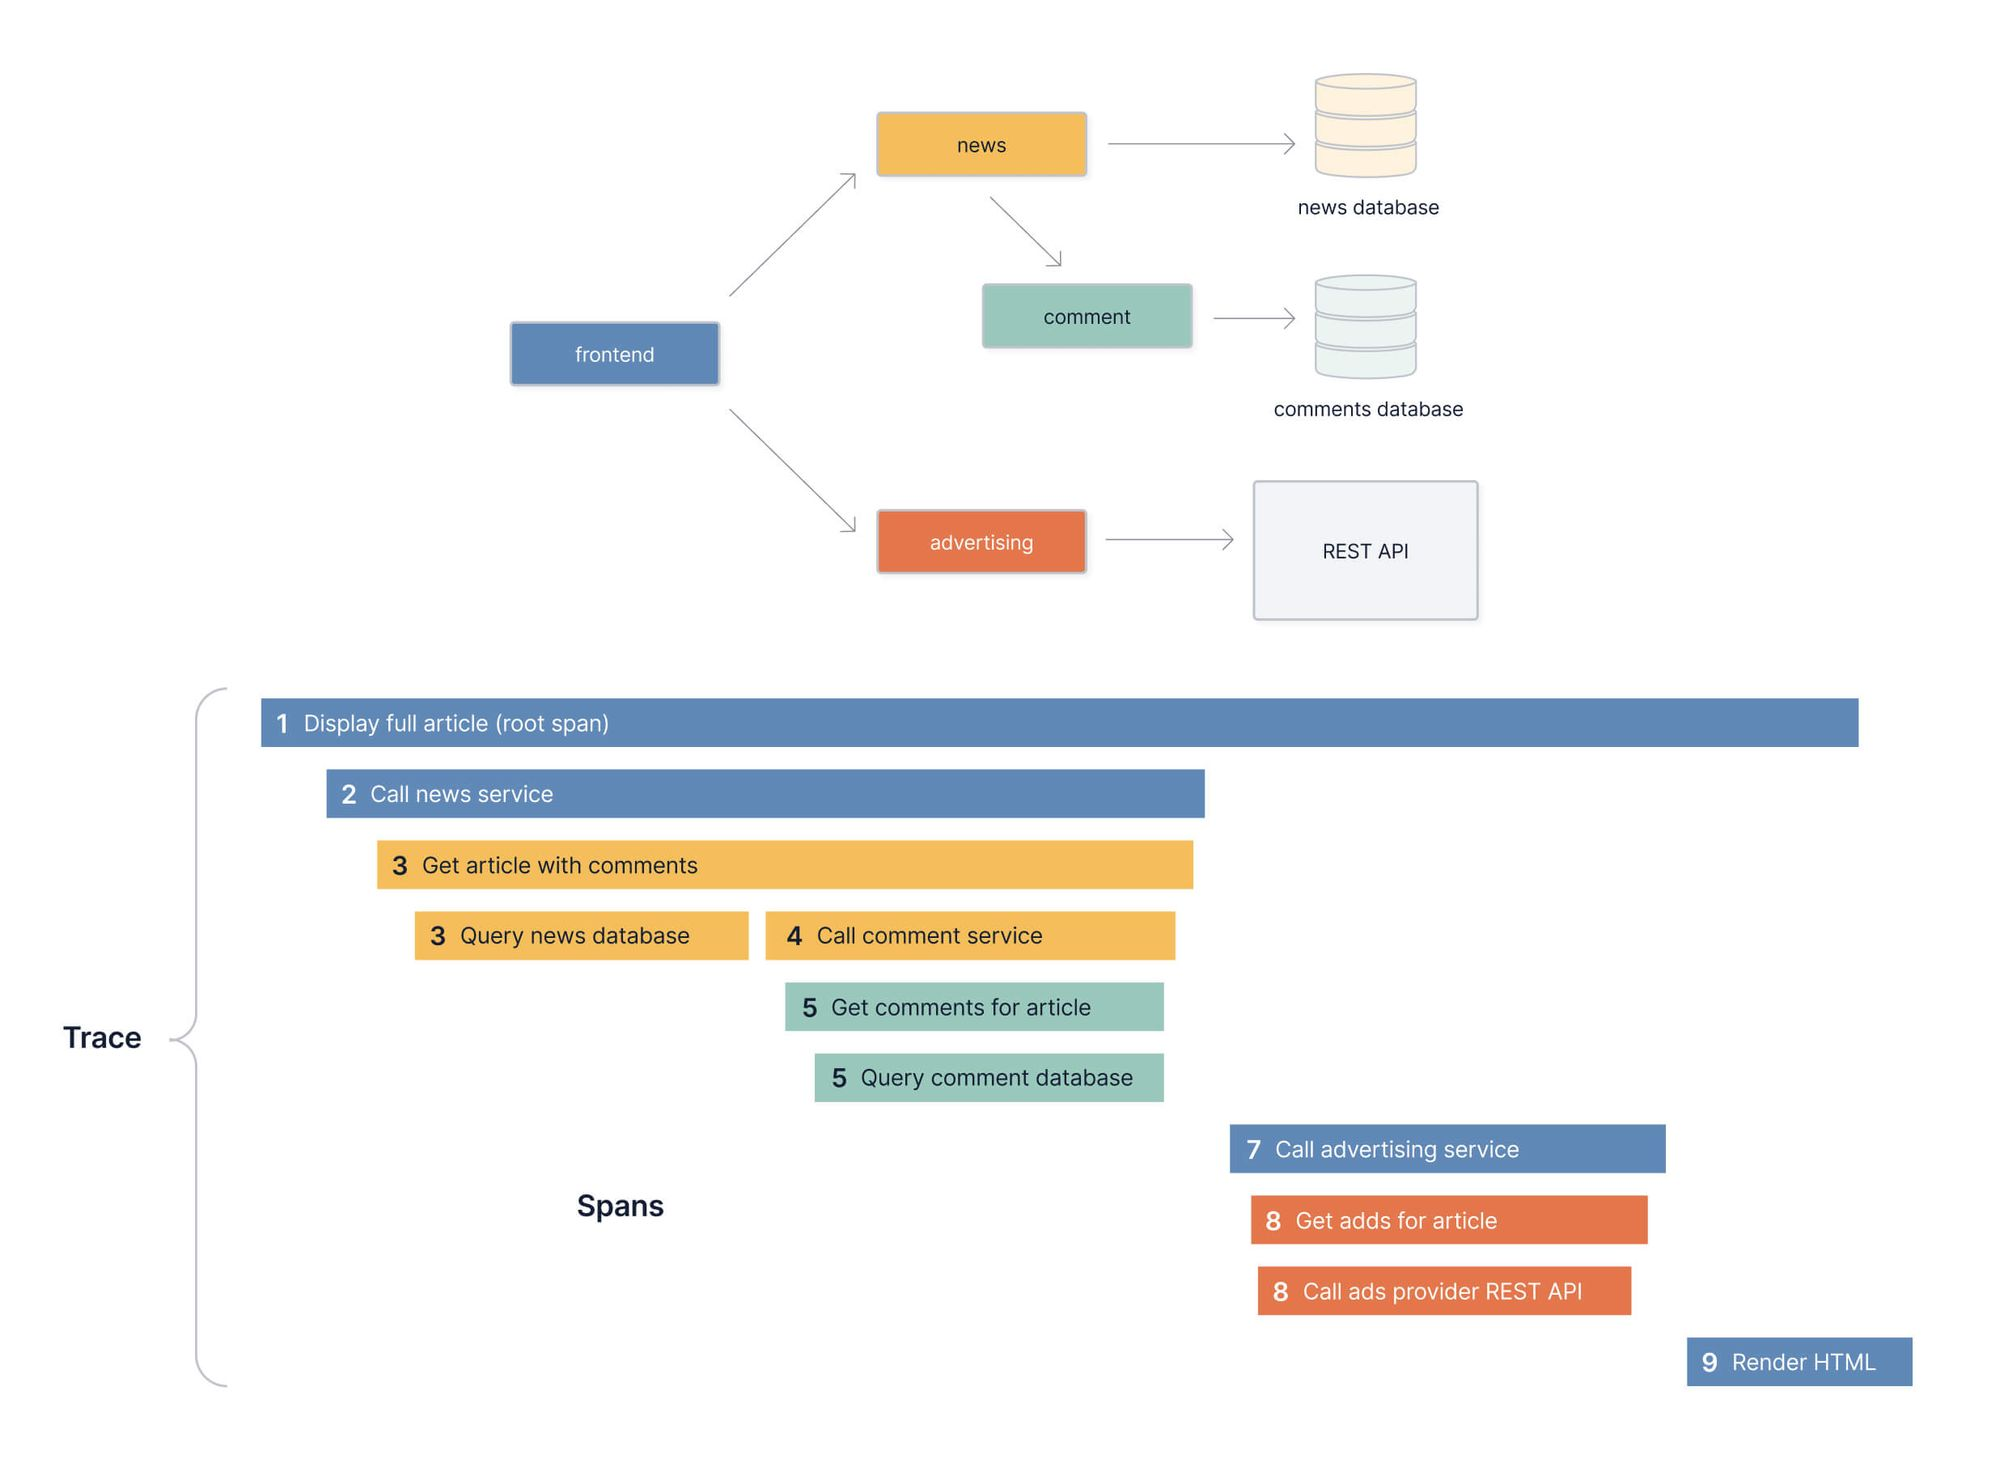 news
news database
comment
comments database
frontend
advertising
REST API
1 Display full article (root span)
2 Call news service
3 Get article with comments
3 Query news database
4 Call comment service
5 Get comments for article
Trace
5 Query comment database
7 Call advertising service
Spans
8 Get adds for article
8 Call ads provider REST API
9 Render HTML